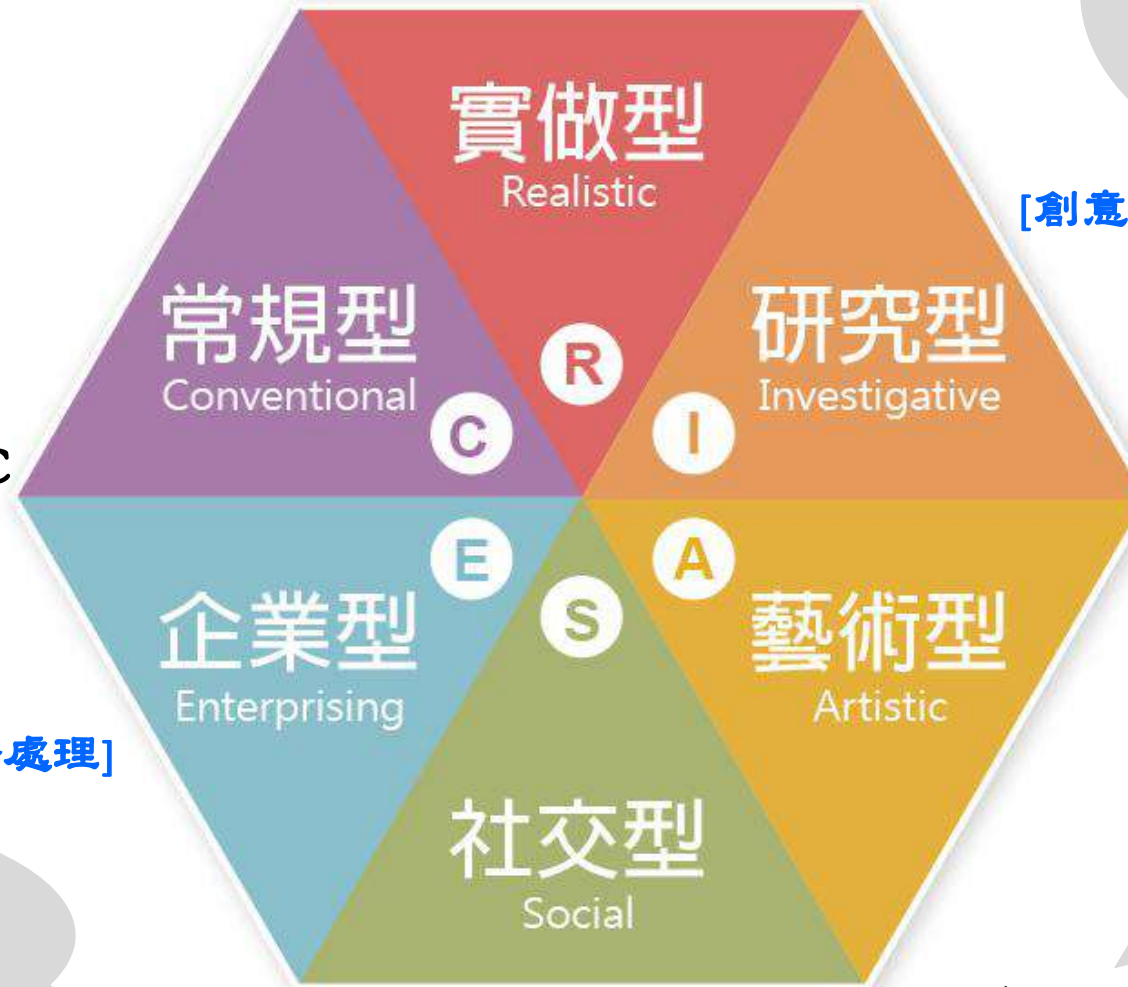 實做型
Realistic
[創意
常規型
Conventional
研究型
Investigative
R
C
I
C
E
A
S
企業型
Enterprising
藝術型
Artistic
處理]
社交型
Social